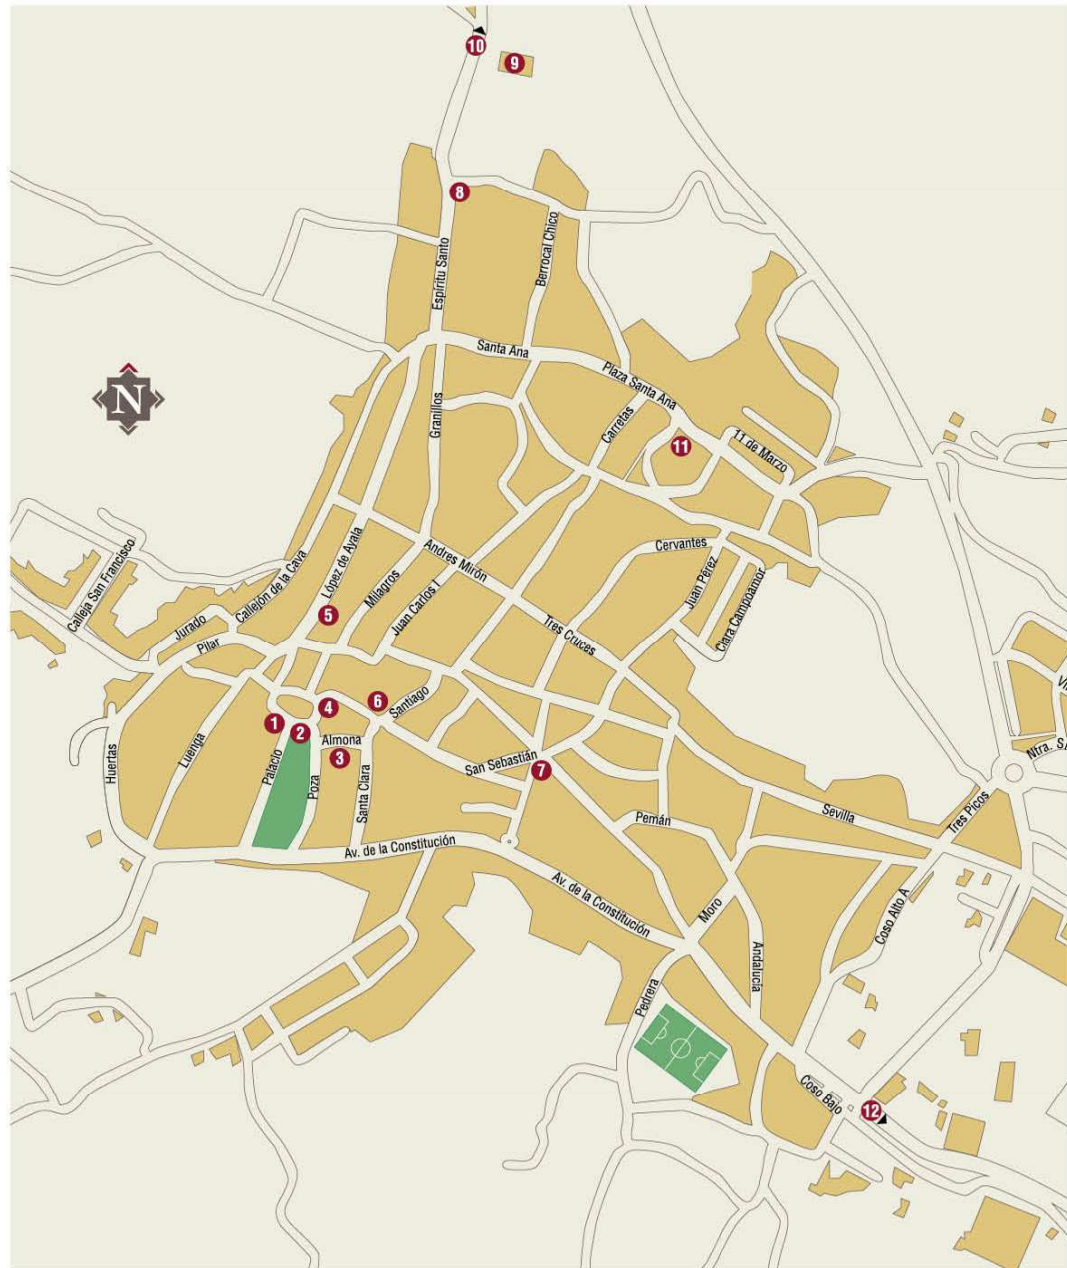 10
9
8
Espíritu Santo
Berrocal Chico
Santa Ana
Plaza Santa Ana
N
Granillos
Carretas
11
11 de Marzo
Calleja San Francisco
Callejón de la Cava
López de Ayala
Andres Mirón
Cervantes
Milagros
Juan Carlos I
Juan Pérez
Clara Campoamor
5
Jurado
Pilar
Tres Cruces
6
Santiago
4
1
2
Almona
3
Huertas
Luenga
Palacio
Poza
Santa Clara
San Sebastián
7
Ntra.
Tres Picos
Sevilla
Pemán
Av. de la Constitución
Av. de la Constitución
Moro
Coso Alto A
Andalucia
Pedrera
Coso Bajo
12